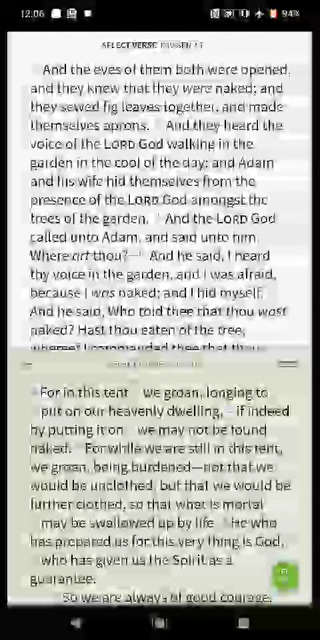 12:06 94%
SELECT VERSE
And the eyes of them both were opened,
and they knew that they were naked; and
they sewed fig leaves together, and made
themselves aprons. And they heard the
voice of the LORD God walking in the
garden in the cool of the day: and Adam
and his wife hid themselves from the
presence of the LORD God amongst the
trees of the garden. And the LORD God
called unto Adam, and said unto him,
Where art thou? And he said, I heard
thy voice in the garden, and I was afraid,
because I was naked; and I hid myself.
And he said, Who told thee that thou wast
naked? Hast thou eaten of the tree,
whereof I commanded thee that thou
For in this tent we groan, longing to
put on our heavenly dwelling, if indeed
by putting it on we may not be found
naked. For while we are still in this tent,
we groan, being burdened—not that we
would be unclothed, but that we would be
further clothed, so that what is mortal
may be swallowed up by life He who
has prepared us for this very thing is God,
who has given us the Spirit as a
guarantee.
So we are always of good courage.